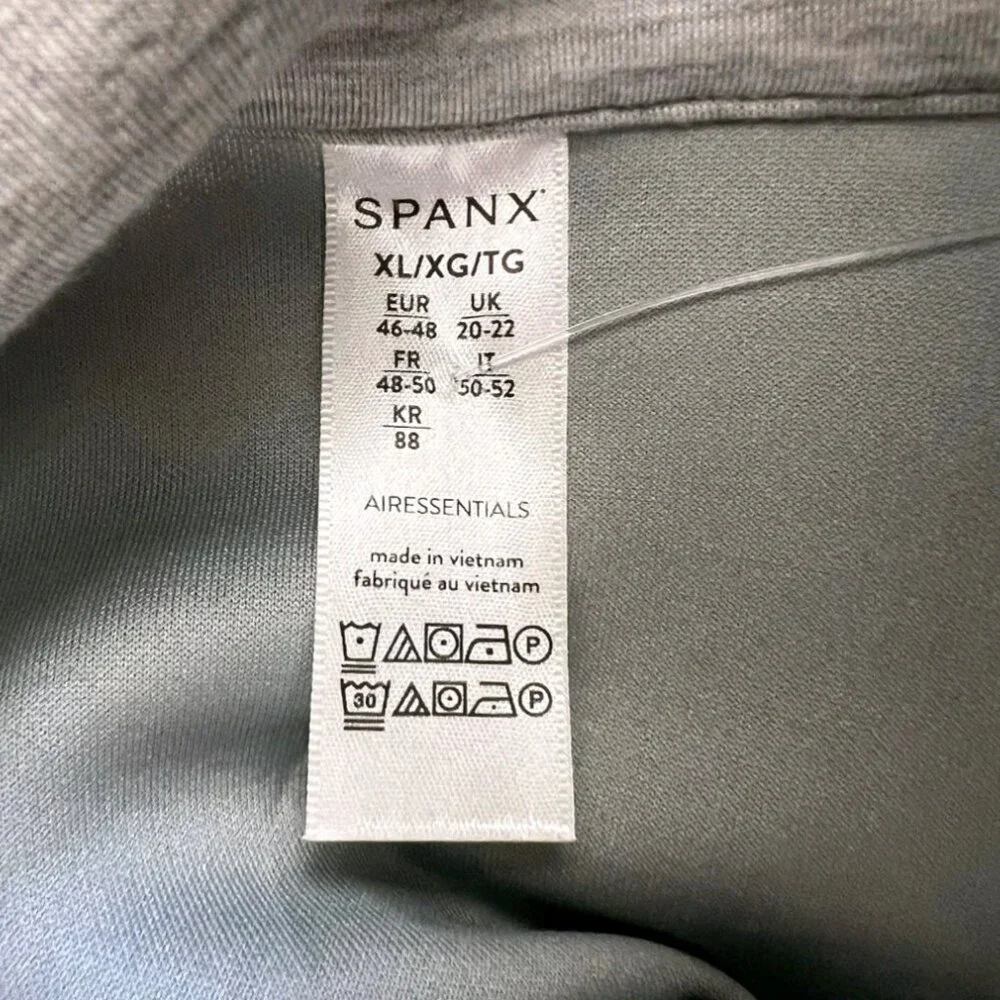 SPANX
XL/XG/TG
EUR UK
46-48 20-22
FR IT
48-50 50-52
KR
88
AIRESSENTIALS
made in vietnam
fabriqué au vietnam
P
30 P